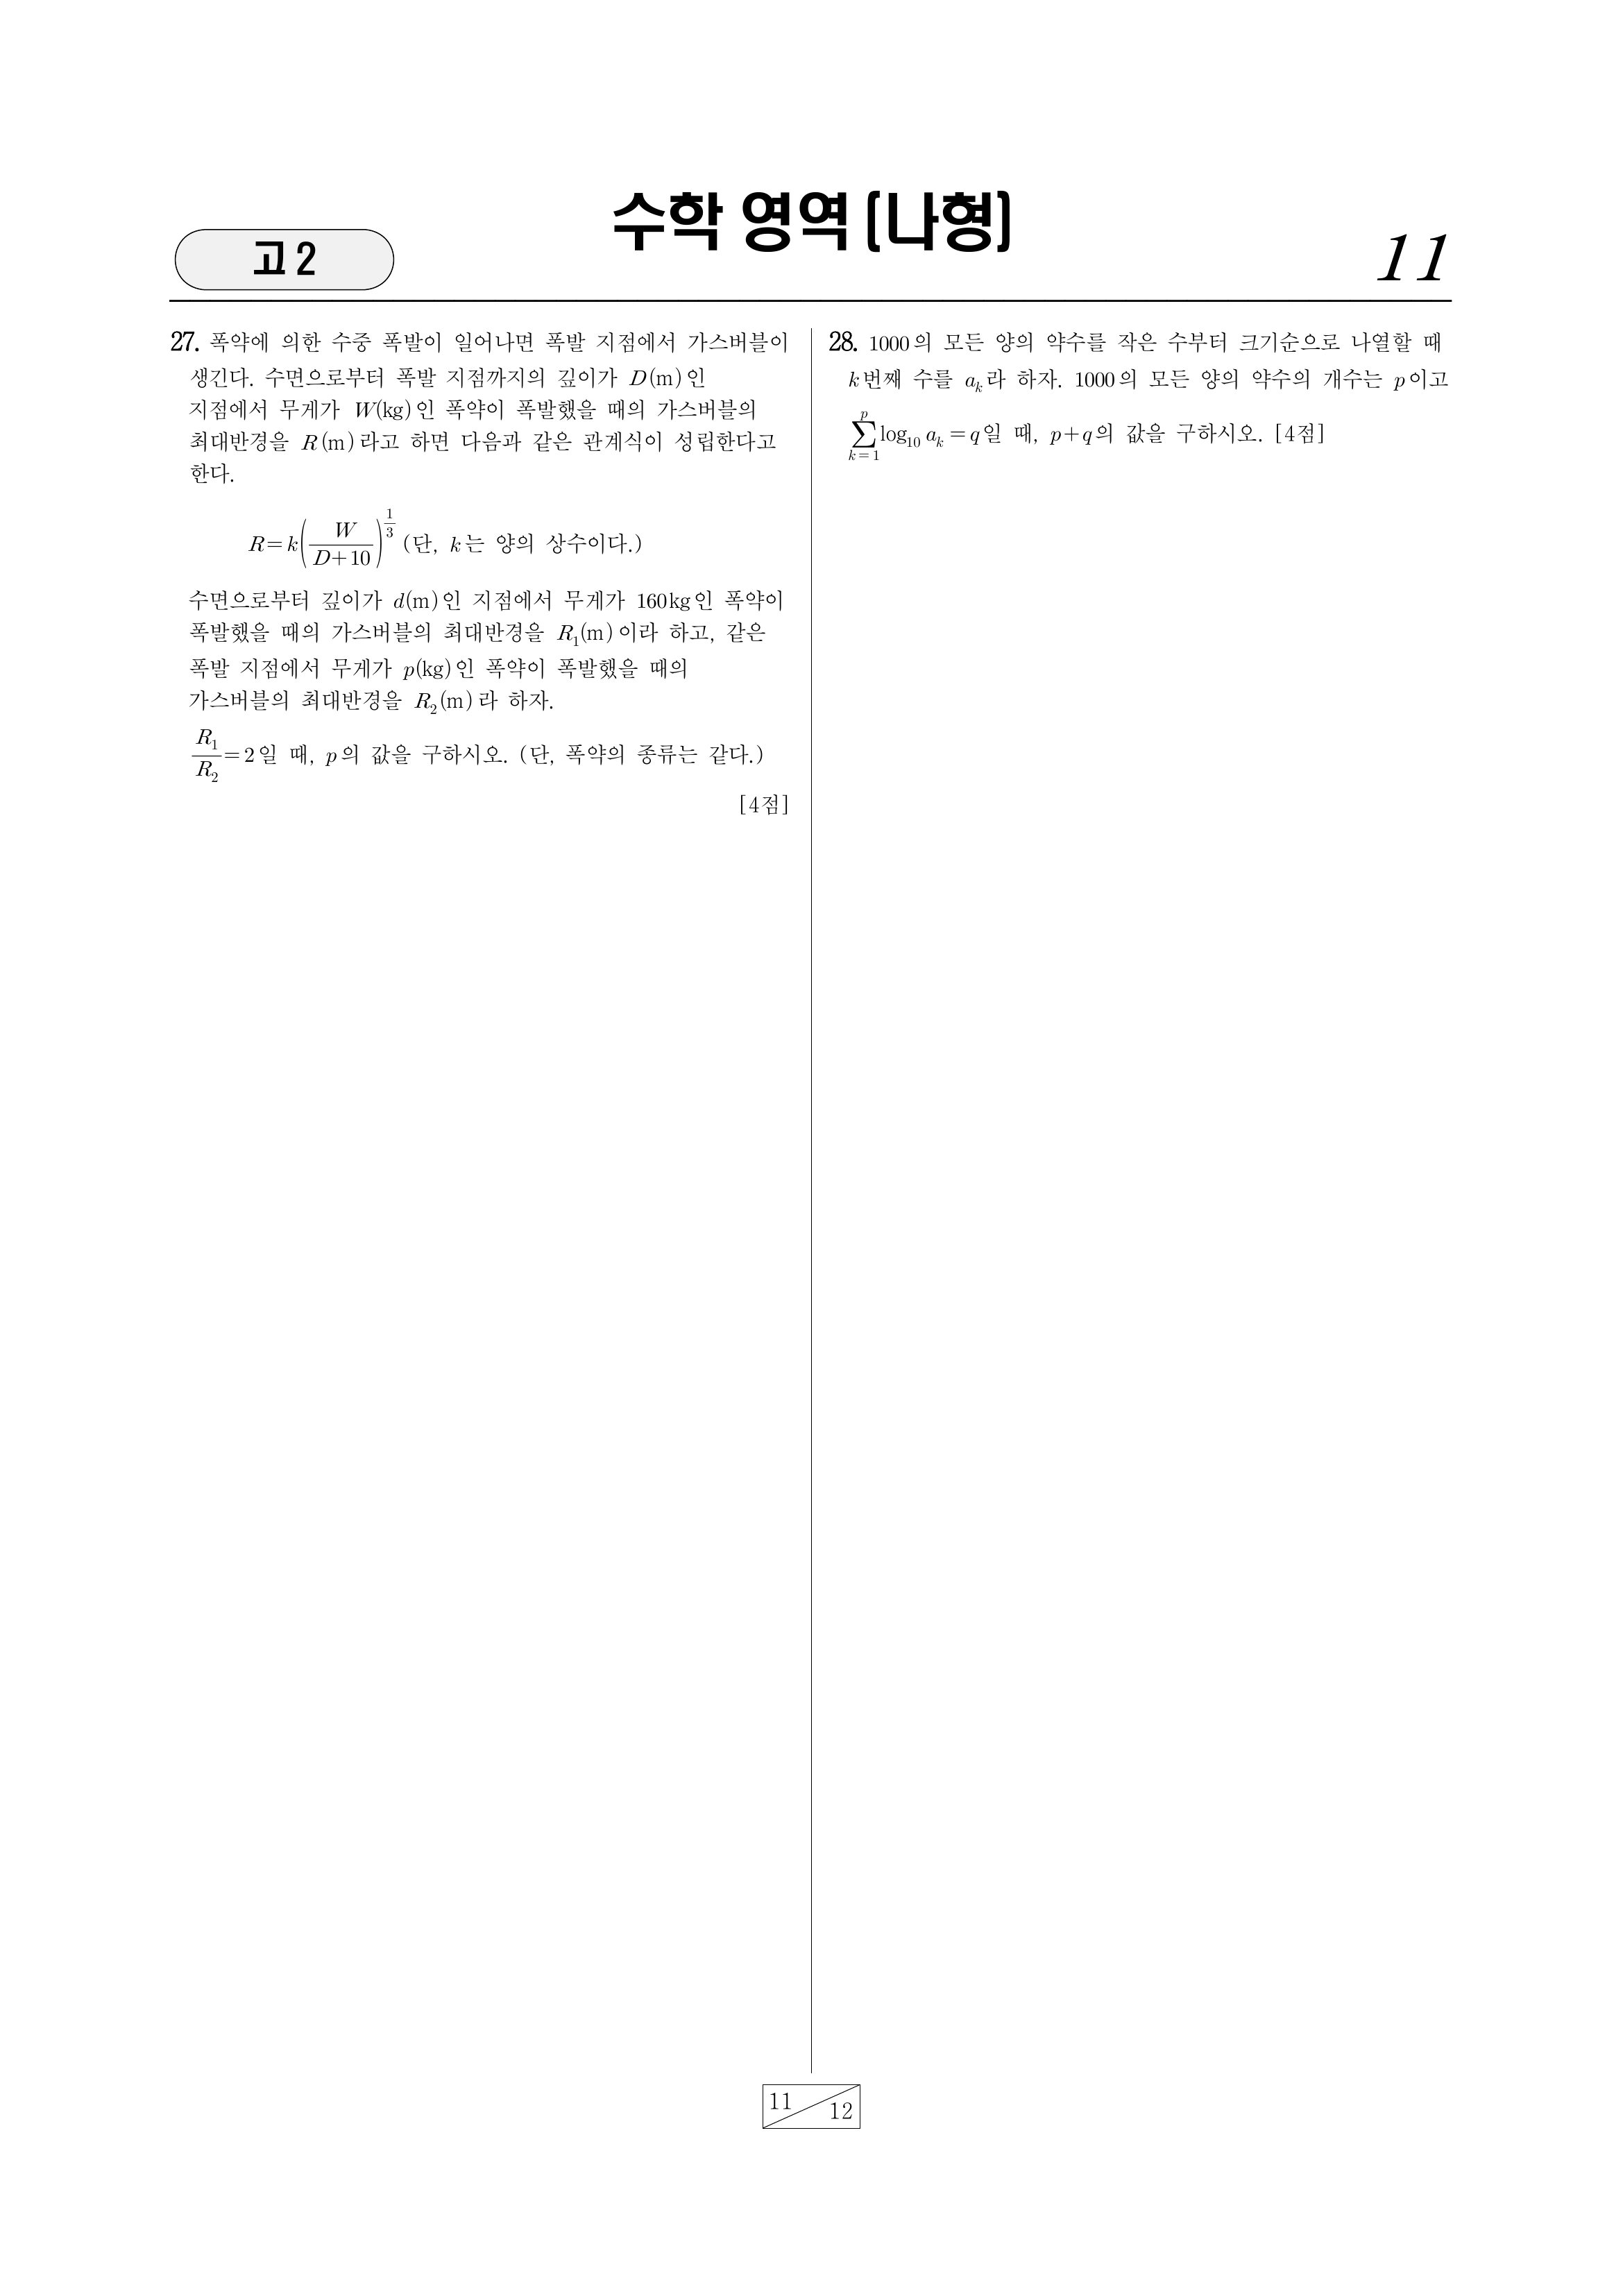 수학 영역(나형)
고 2
11
27. 폭약에 의한 수중 폭발이 일어나면 폭발 지점에서 가스버블이
생긴다. 수면으로부터 폭발 지점까지의 깊이가 D(m)인
지점에서 무게가 W(kg)인 폭약이 폭발했을 때의 가스버블의
최대반경을 R(m)라고 하면 다음과 같은 관계식이 성립한다고
한다.
R=k(W/(D+10))^(1/3) (단, k는 양의 상수이다.)
수면으로부터 깊이가 d(m)인 지점에서 무게가 160kg인 폭약이
폭발했을 때의 가스버블의 최대반경을 R₁(m)이라 하고, 같은
폭발 지점에서 무게가 p(kg)인 폭약이 폭발했을 때의
가스버블의 최대반경을 R₂(m)라 하자.
R₁/R₂=2일 때, p의 값을 구하시오. (단, 폭약의 종류는 같다.)
[4점]
28. 1000의 모든 양의 약수를 작은 수부터 크기순으로 나열할 때
k번째 수를 aₖ라 하자. 1000의 모든 양의 약수의 개수는 p이고
∑_{k=1}^{p} log₁₀ aₖ = q일 때, p+q의 값을 구하시오. [4점]
11
12